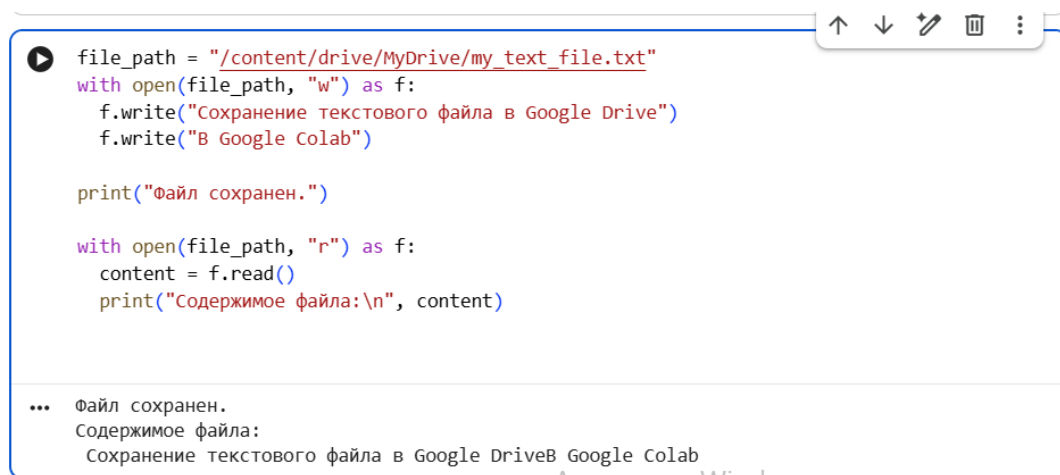 file_path = "/content/drive/MyDrive/my_text_file.txt"
with open(file_path, "w") as f:
  f.write("Сохранение текстового файла в Google Drive")
  f.write("В Google Colab")
print("Файл сохранен.")
with open(file_path, "r") as f:
  content = f.read()
  print("Содержимое файла:\n", content)
Файл сохранен.
Содержимое файла:
 Сохранение текстового файла в Google DriveВ Google Colab